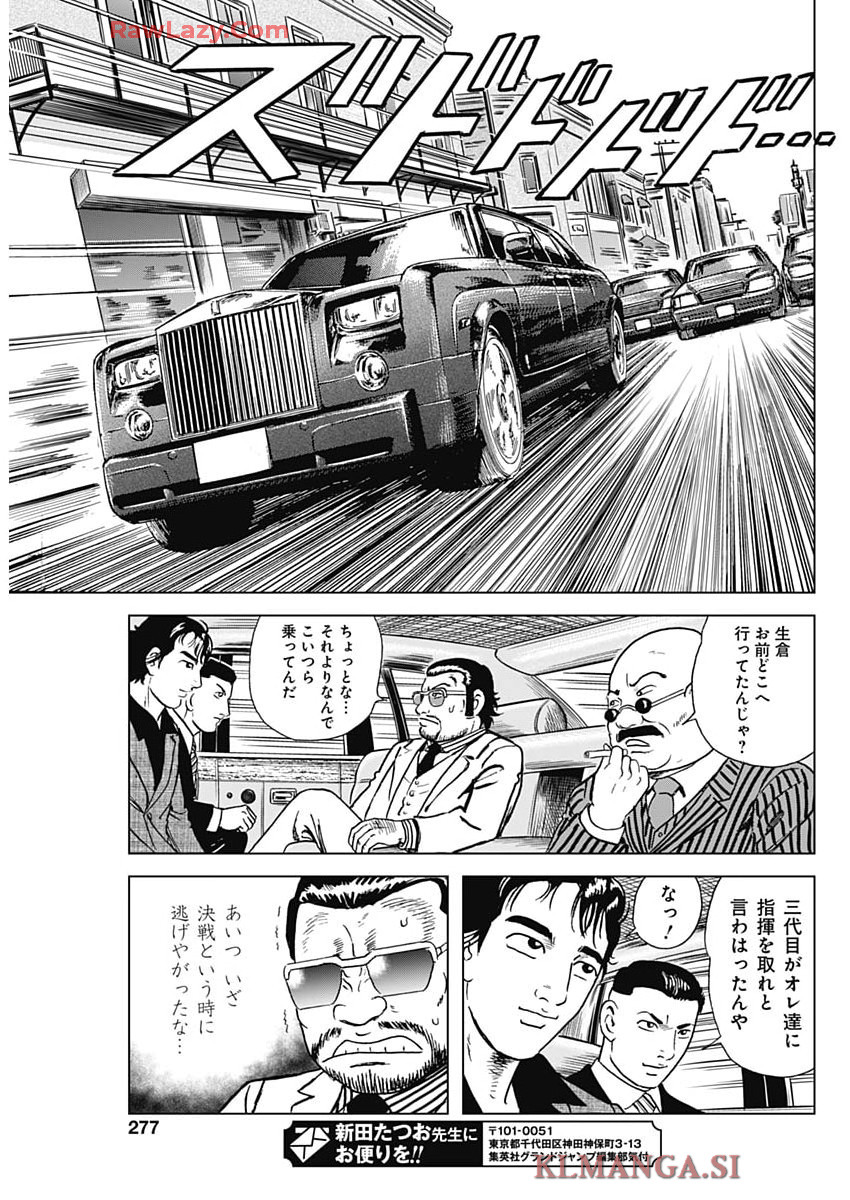 RawLazy.Com
ズドドドド…
生倉
お前どこへ
行ってたんじゃ?
ちょっとな…
それよりなんで
こいつら
乗ってんだ
三代目がオレ達に
指揮を取れと
言わはったんや
なっ!
あいつ いざ
決戦という時に
逃げやがったな…
277
新田たつお先生に
お便りを!!
〒101-0051
東京都千代田区神田神保町3-13
集英社グランドジャンプ編集部気付
KLMANGA.SI